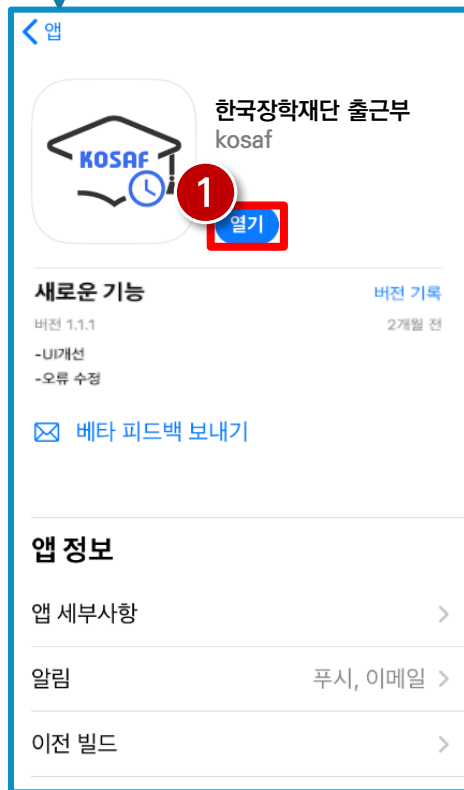 앱
한국장학재단 출근부
kosaf
KOSAF
1
열기
새로운 기능
버전 기록
버전 1.1.1
2개월 전
-UI개선
-오류 수정
베타 피드백 보내기
앱 정보
앱 세부사항
알림
푸시, 이메일
이전 빌드